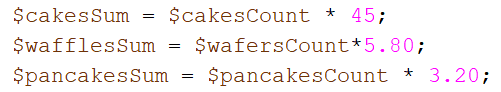 $cakesSum = $cakesCount * 45;
$wafflesSum = $wafersCount*5.80;
$pancakesSum = $pancakesCount * 3.20;